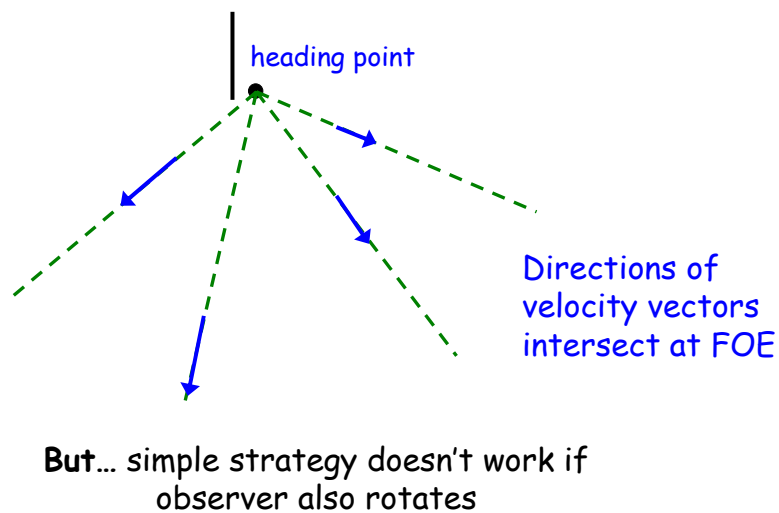 heading point
Directions of
velocity vectors
intersect at FOE
But… simple strategy doesn't work if
observer also rotates